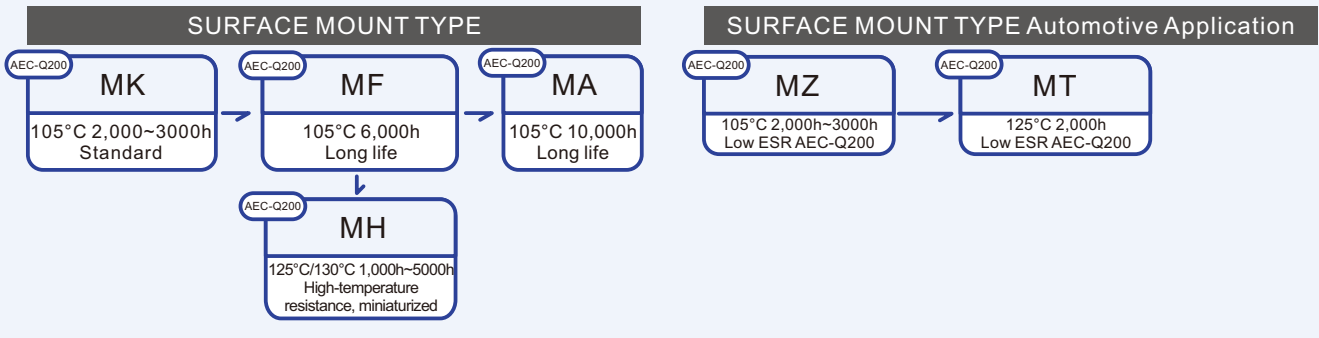 SURFACE MOUNT TYPE
AEC-Q200
MK
105°C 2,000~3000h
Standard
AEC-Q200
MF
105°C 6,000h
Long life
AEC-Q200
MA
105°C 10,000h
Long life
AEC-Q200
MH
125°C/130°C 1,000h~5000h
High-temperature
resistance, miniaturized
SURFACE MOUNT TYPE Automotive Application
AEC-Q200
MZ
105°C 2,000h~3000h
Low ESR AEC-Q200
AEC-Q200
MT
125°C 2,000h
Low ESR AEC-Q200